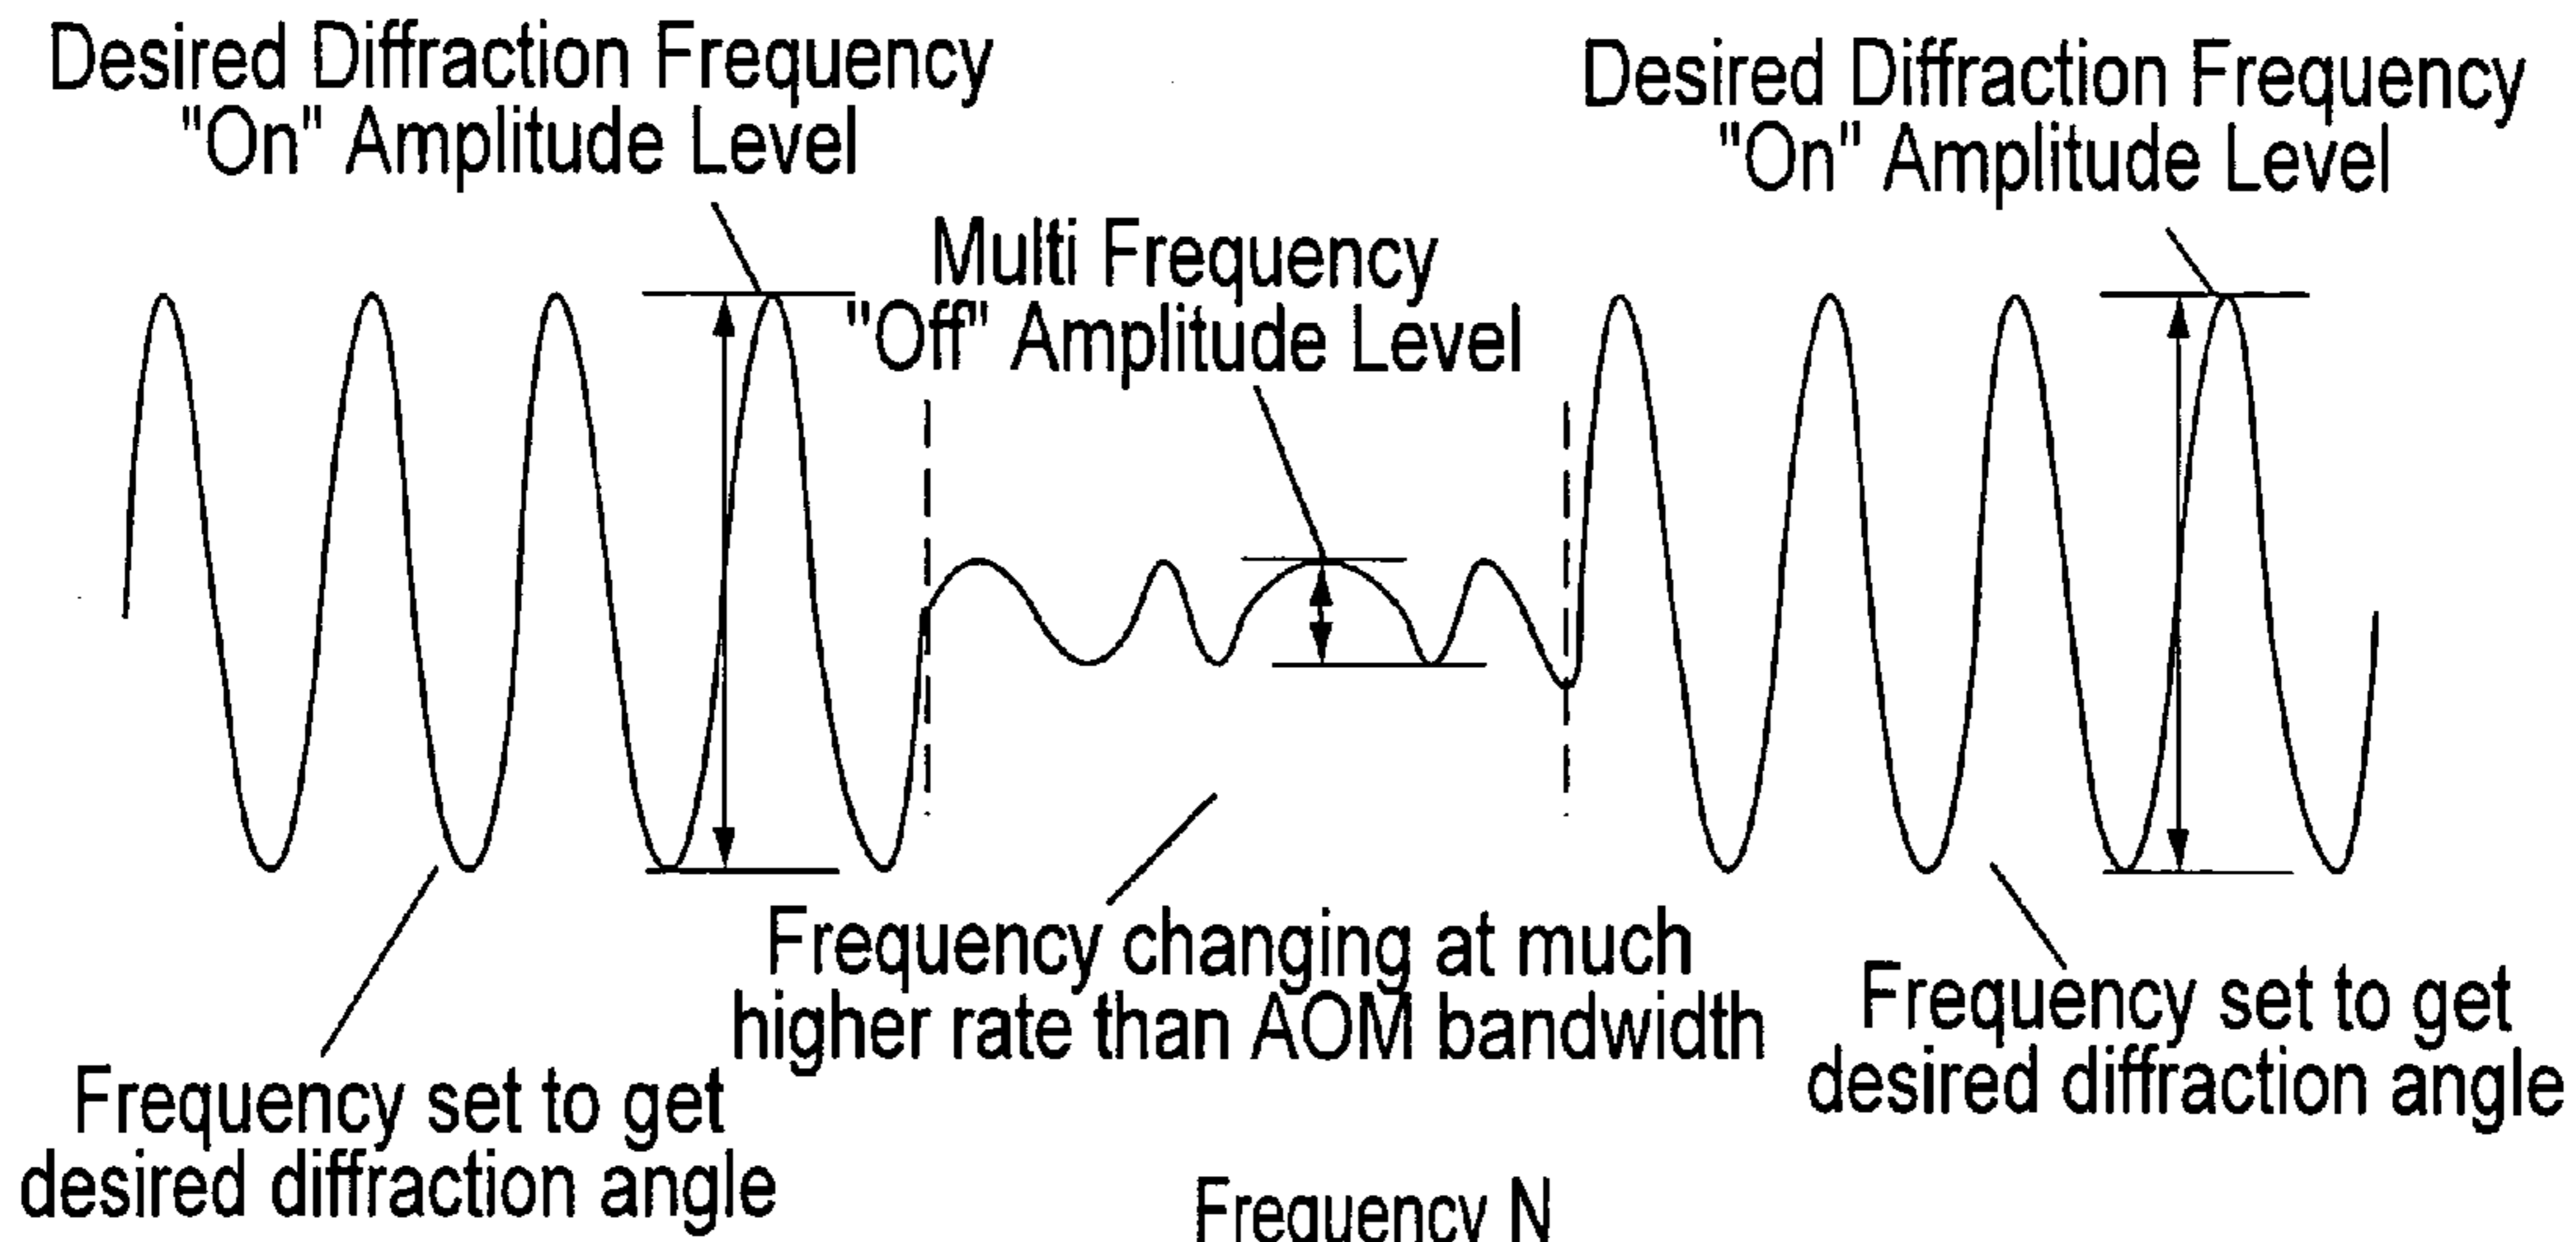 Desired Diffraction Frequency
"On" Amplitude Level
Desired Diffraction Frequency
"On" Amplitude Level
Multi Frequency
"Off" Amplitude Level
Frequency changing at much
higher rate than AOM bandwidth
Frequency set to get
desired diffraction angle
Frequency set to get
desired diffraction angle
Frequency N